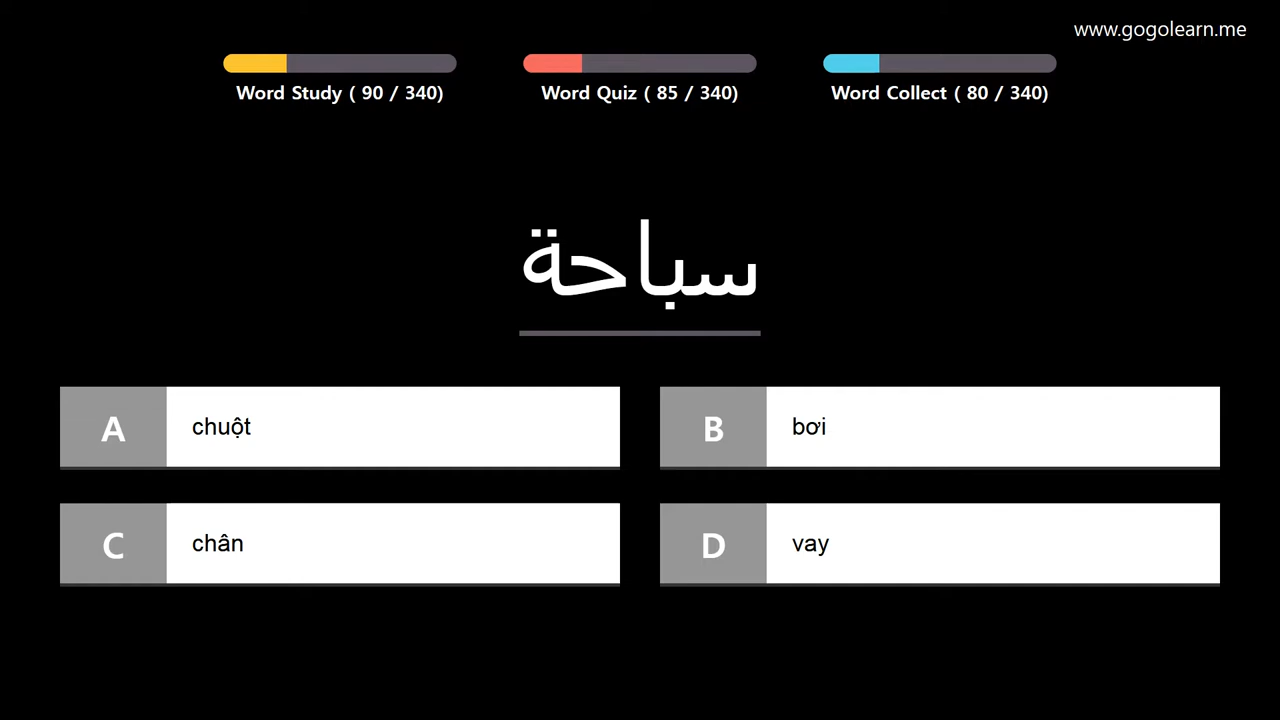 www.gogolearn.me
Word Study ( 90 / 340)
Word Quiz ( 85 / 340)
Word Collect ( 80 / 340)
سباحة
A chuột
B bơi
C chân
D vay